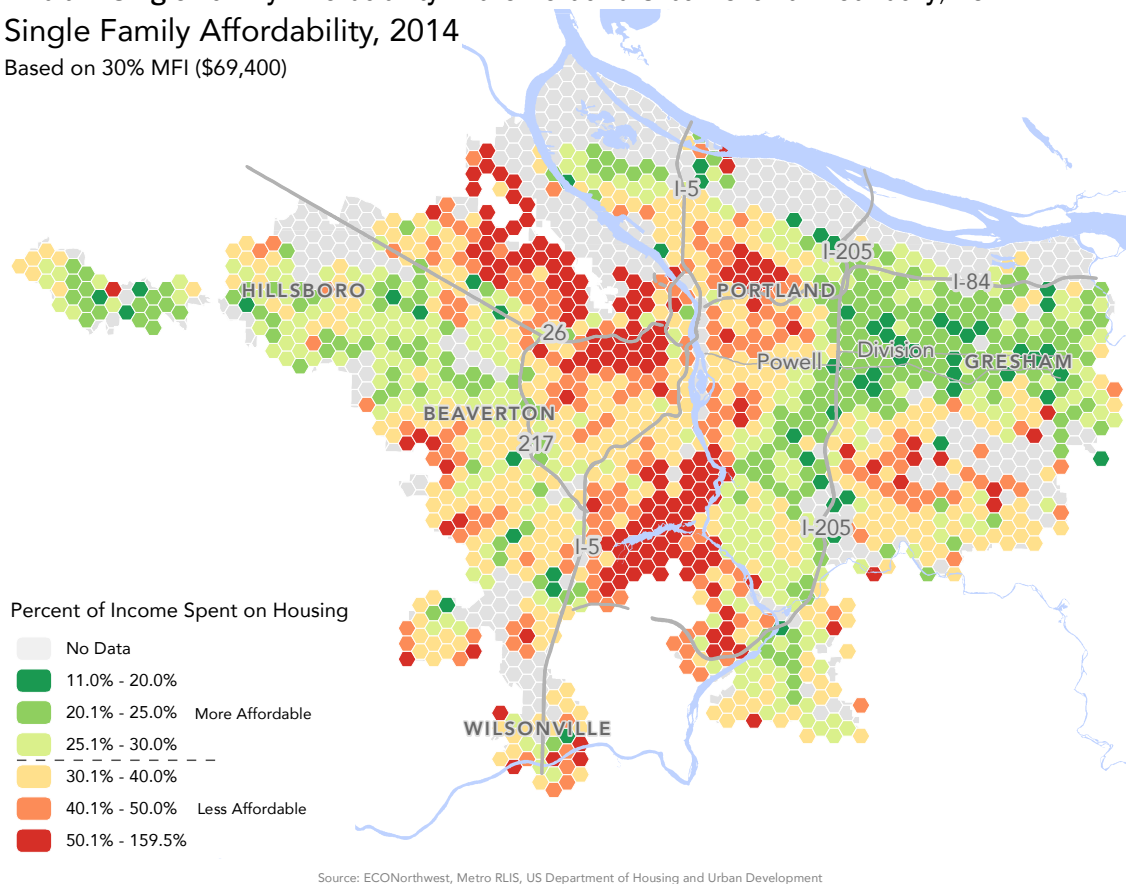 Single Family Affordability, 2014
Based on 30% MFI ($69,400)
I-5
I-205
I-84
HILLSBORO
PORTLAND
26
Powell
Division
GRESHAM
BEAVERTON
217
I-205
I-5
WILSONVILLE
Percent of Income Spent on Housing
No Data
11.0% - 20.0%
20.1% - 25.0% More Affordable
25.1% - 30.0%
30.1% - 40.0%
40.1% - 50.0% Less Affordable
50.1% - 159.5%
Source: ECONorthwest, Metro RLIS, US Department of Housing and Urban Development